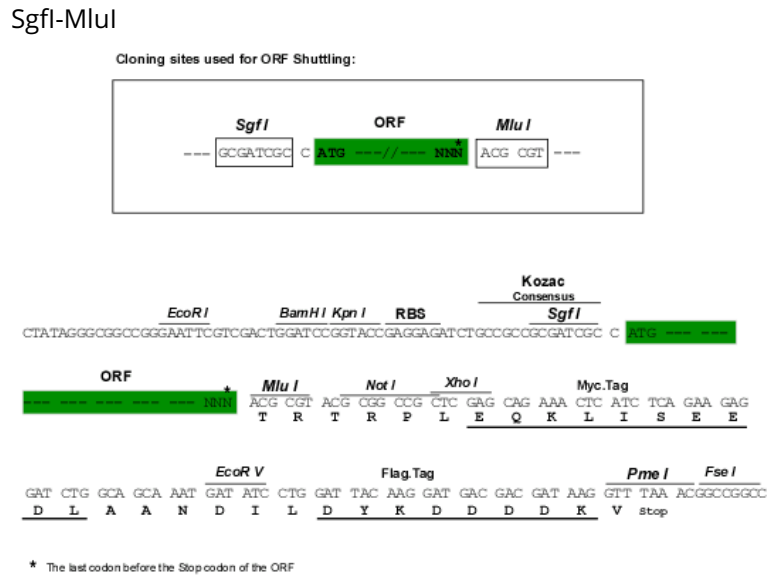 SgfI-MluI
Cloning sites used for ORF Shuttling:
Sgf I ORF Mlu I
*
--- GCGATCGC C ATG ---//--- NNN ACG CGT ---
Kozac
Consensus
EcoR I BamH I Kpn I RBS Sgf I
CTATAGGGCGGCCGGGAATTCGTCGACTGGATCCGGTACCGAGGAGATCTGCCGCCGCGATCGC C ATG --- ---
ORF
* Mlu I Not I Xho I Myc.Tag
--- --- --- --- --- --- NNN ACG CGT ACG CGG CCG CTC GAG CAG AAA CTC ATC TCA GAA GAG
T R T R P L E Q K L I S E E
EcoR V Flag.Tag Pme I Fse I
GAT CTG GCA GCA AAT GAT ATC CTG GAT TAC AAG GAT GAC GAC GAT AAG GTT TAA ACGGCCGGCC
D L A A N D I L D Y K D D D D K V Stop
* The last codon before the Stop codon of the ORF